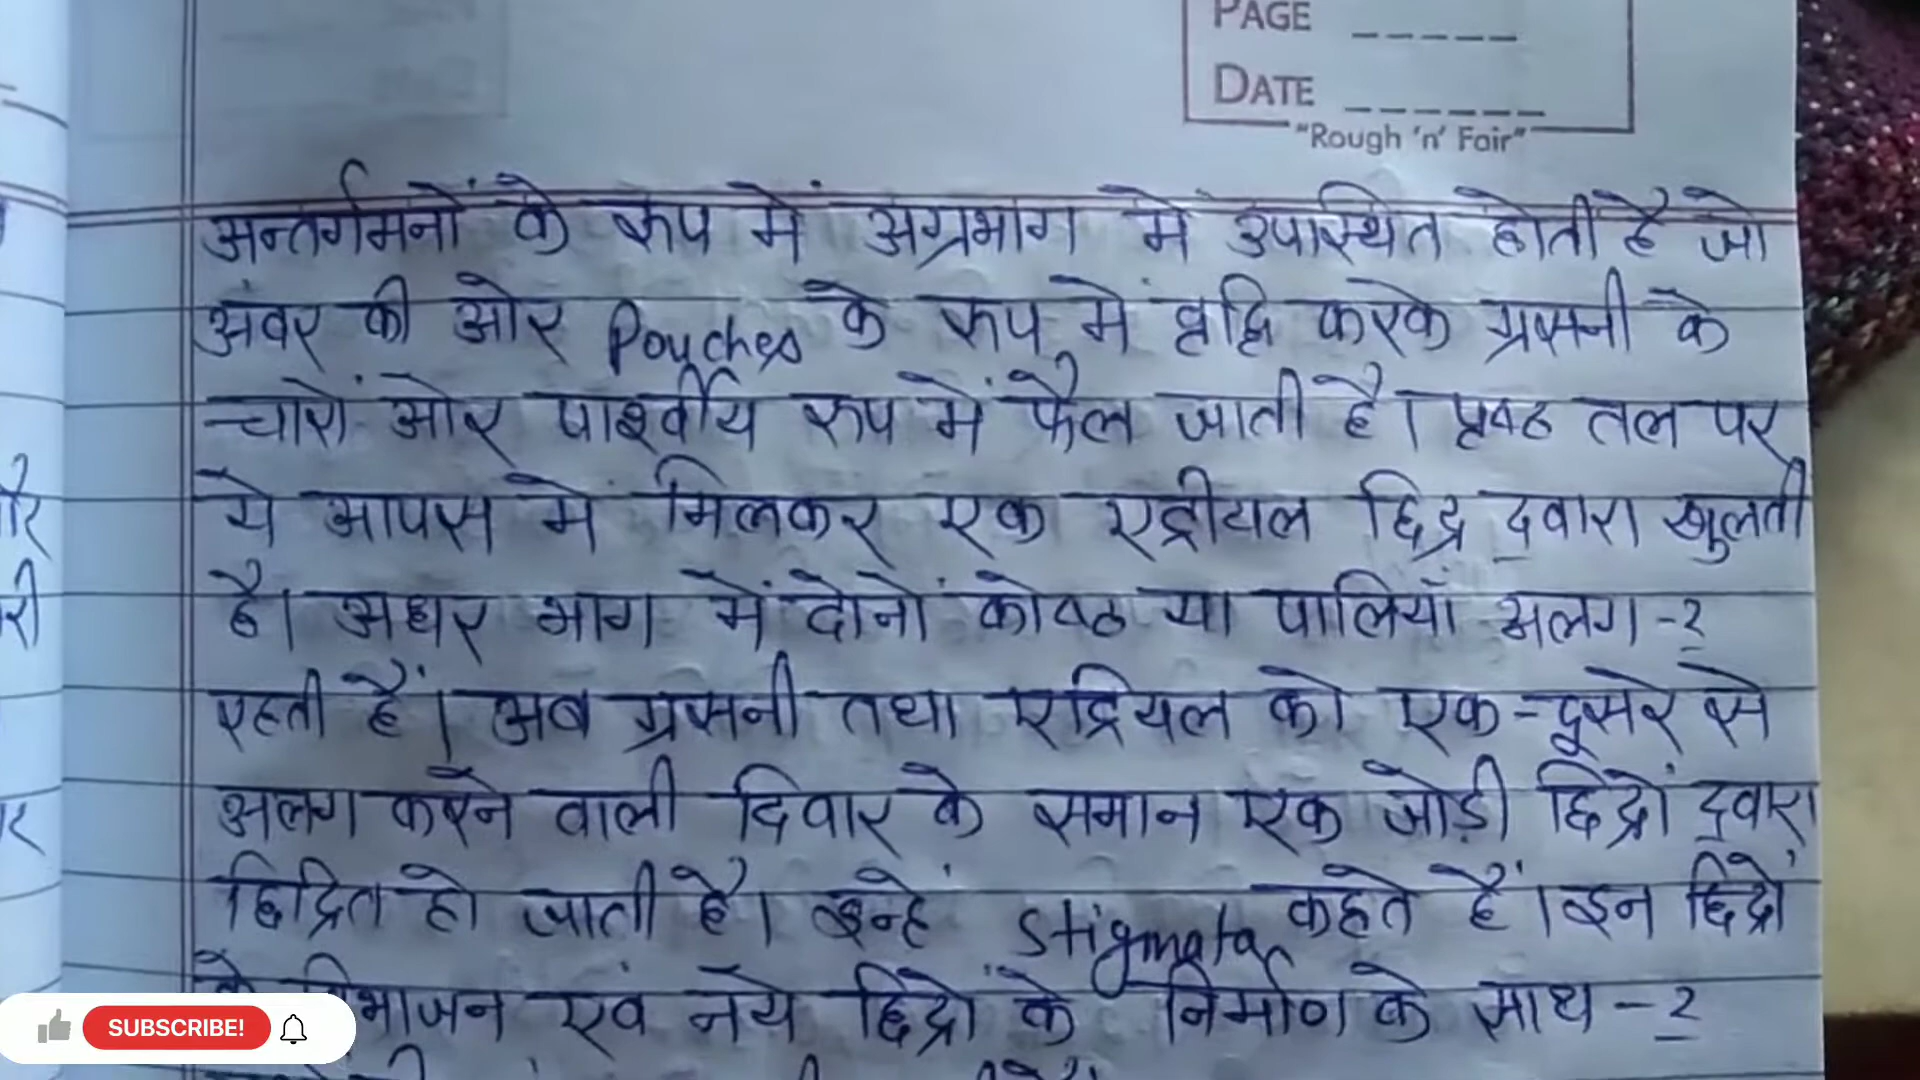 PAGE
DATE
"Rough 'n' Fair"
अन्तर्गमनों के रूप में अग्रभाग में उपस्थित होती है जो
अंदर की ओर Pouches के रूप में वृद्धि करके ग्रसनी के
चारों ओर पार्श्वीय रूप में फैल जाती है। पृष्ठ तल पर
ये आपस में मिलकर एक एट्रीयल छिद्र द्वारा खुलती
है। अधर भाग में दोनों कोष्ठ या पालियाँ अलग-2
रहती हैं। अब ग्रसनी तथा एट्रियल को एक-दूसरे से
अलग करने वाली दिवार के समान एक जोड़ी छिद्रों द्वारा
छिद्रित हो जाती है। इन्हें Stigmata कहते हैं। इन छिद्रों
के विभाजन एवं नये छिद्रों के निर्माण के साथ-2
SUBSCRIBE!